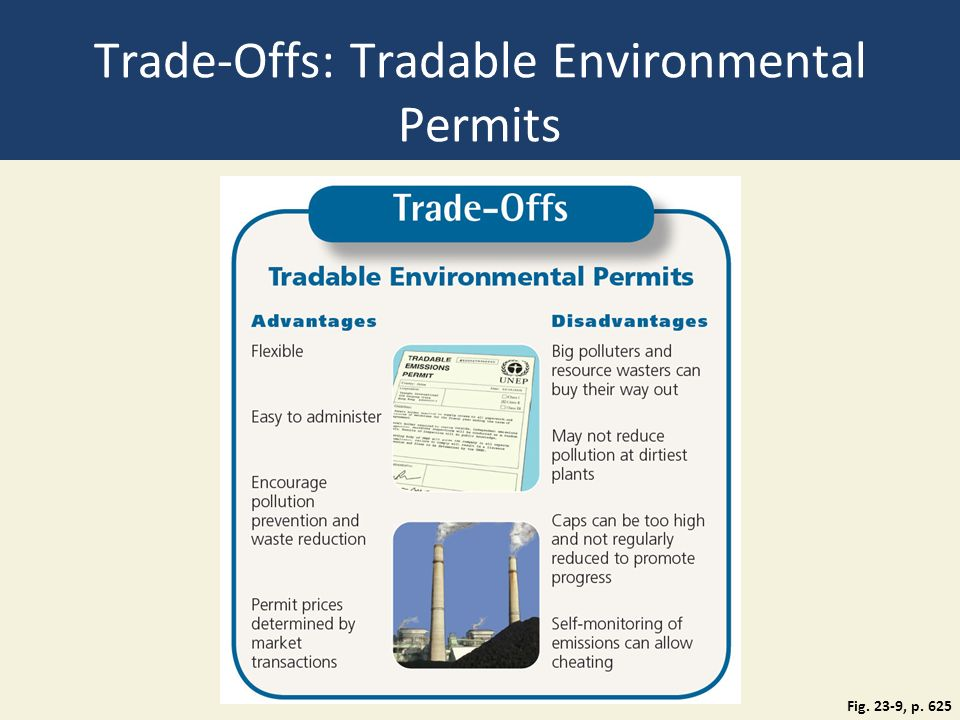 Trade-Offs: Tradable Environmental
Permits
Trade-Offs
Tradable Environmental Permits
Advantages
Flexible
Easy to administer
Encourage
pollution
prevention and
waste reduction
Permit prices
determined by
market
transactions
TRADABLE
EMISSIONS
PERMIT
UNEP
Disadvantages
Big polluters and
resource wasters can
buy their way out
May not reduce
pollution at dirtiest
plants
Caps can be too high
and not regularly
reduced to promote
progress
Self-monitoring of
emissions can allow
cheating
Fig. 23-9, p. 625